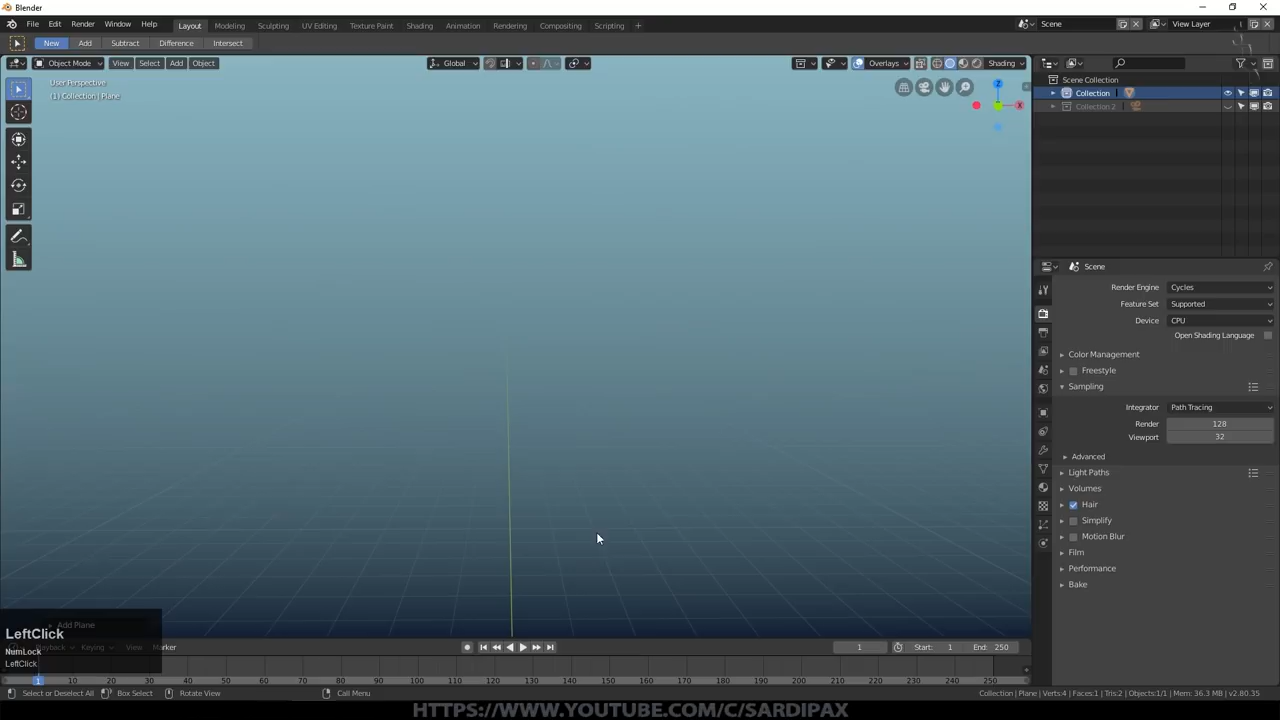 Blender
File Edit Render Window Help
Layout Modeling Sculpting UV Editing Texture Paint Shading Animation Rendering Compositing Scripting +
Scene
View Layer
New Add Subtract Difference Intersect
Object Mode View Select Add Object
Global
Overlays
Shading
User Perspective
(1) Collection | Plane
Z
X
Scene Collection
Collection
Collection 2
Scene
Render Engine Cycles
Feature Set Supported
Device CPU
Open Shading Language
Color Management
Freestyle
Sampling
Integrator Path Tracing
Render 128
Viewport 32
Advanced
Light Paths
Volumes
Hair
Simplify
Motion Blur
Film
Performance
Bake
Add Plane
LeftClick
Playback Keying View Marker
NumLock
LeftClick
1
Start: 1
End: 250
1 10 20 30 40 50 60 70 80 90 100 110 120 130 140 150 160 170 180 190 200 210 220 230 240 250
Select or Deselect All Box Select Rotate View Call Menu
Collection | Plane | Verts:4 | Faces:1 | Tris:2 | Objects:1/1 | Mem: 36.3 MB | v2.80.35
HTTPS://WWW.YOUTUBE.COM/C/SARDIPAX